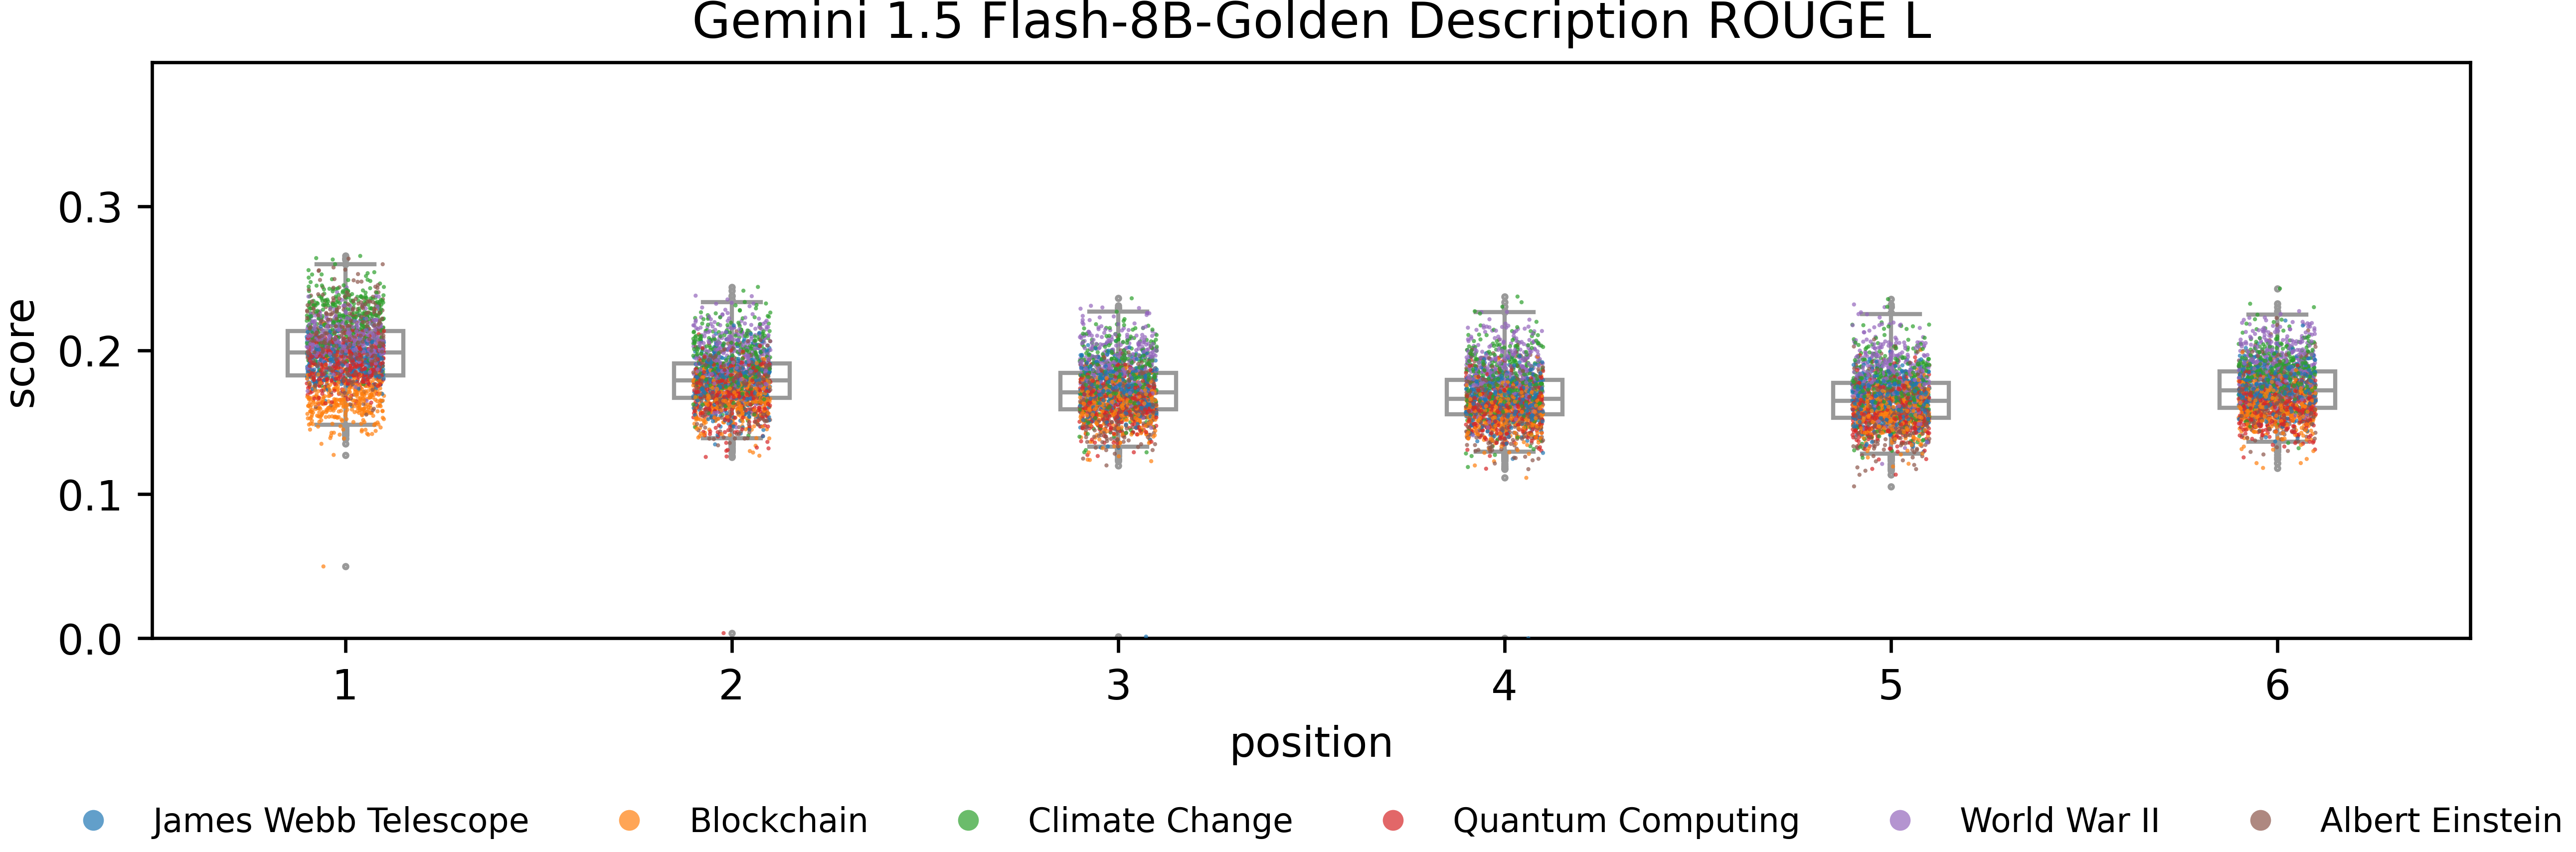 Gemini 1.5 Flash-8B-Golden Description ROUGE L
score
0.3
0.2
0.1
0.0
1 2 3 4 5 6
position
James Webb Telescope Blockchain Climate Change Quantum Computing World War II Albert Einstein